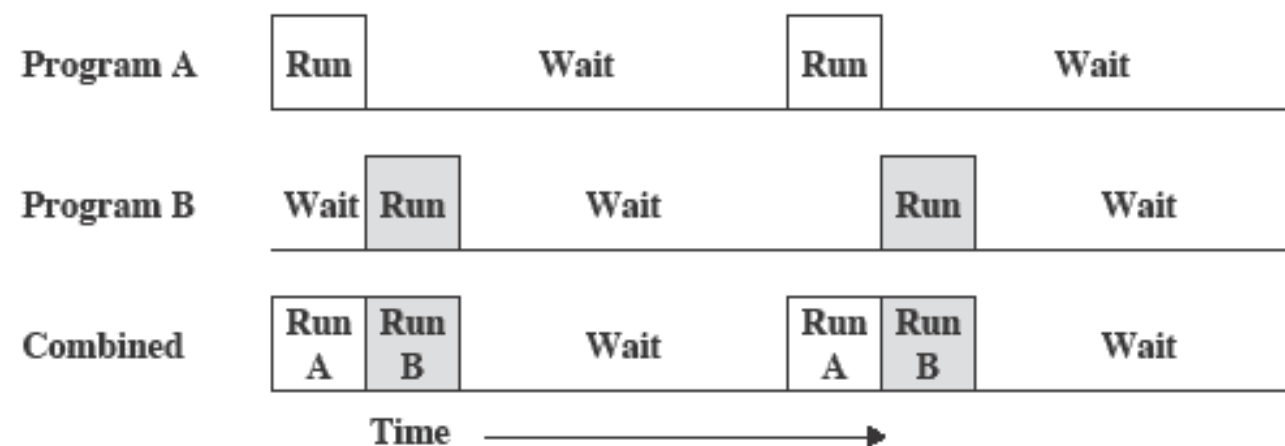 Program A Run Wait Run Wait
Program B Wait Run Wait Run Wait
Combined Run A Run B Wait Run A Run B Wait
Time